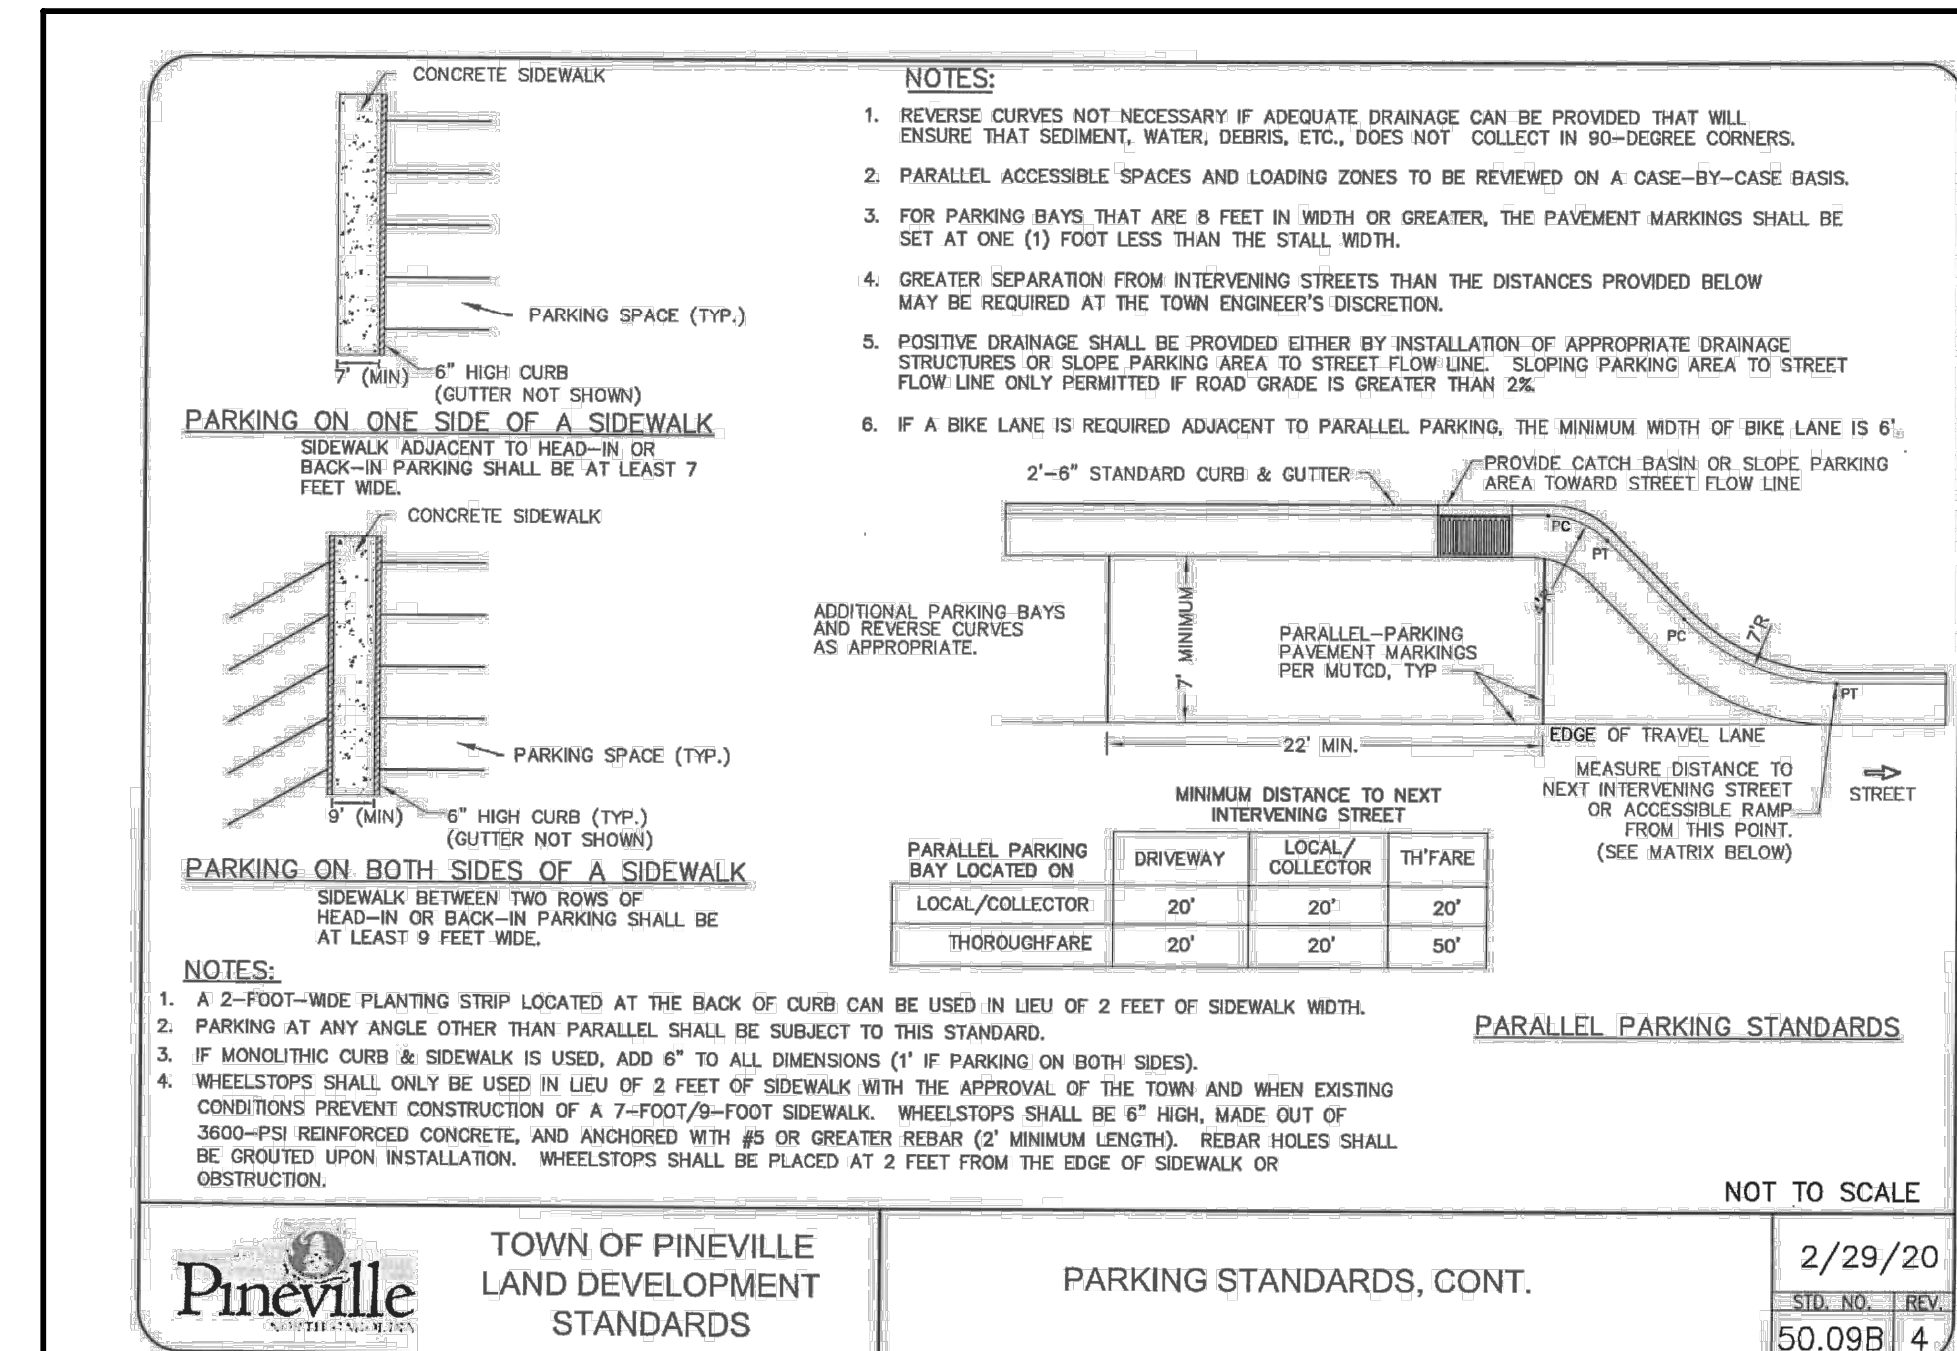 CONCRETE SIDEWALK
PARKING SPACE (TYP.)
7' (MIN)
6" HIGH CURB
(GUTTER NOT SHOWN)
PARKING ON ONE SIDE OF A SIDEWALK
SIDEWALK ADJACENT TO HEAD-IN OR
BACK-IN PARKING SHALL BE AT LEAST 7
FEET WIDE.
CONCRETE SIDEWALK
PARKING SPACE (TYP.)
9' (MIN)
6" HIGH CURB (TYP.)
(GUTTER NOT SHOWN)
PARKING ON BOTH SIDES OF A SIDEWALK
SIDEWALK BETWEEN TWO ROWS OF
HEAD-IN OR BACK-IN PARKING SHALL BE
AT LEAST 9 FEET WIDE.
NOTES:
1. REVERSE CURVES NOT NECESSARY IF ADEQUATE DRAINAGE CAN BE PROVIDED THAT WILL
ENSURE THAT SEDIMENT, WATER, DEBRIS, ETC., DOES NOT COLLECT IN 90-DEGREE CORNERS.
2. PARALLEL ACCESSIBLE SPACES AND LOADING ZONES TO BE REVIEWED ON A CASE-BY-CASE BASIS.
3. FOR PARKING BAYS THAT ARE 8 FEET IN WIDTH OR GREATER, THE PAVEMENT MARKINGS SHALL BE
SET AT ONE (1) FOOT LESS THAN THE STALL WIDTH.
4. GREATER SEPARATION FROM INTERVENING STREETS THAN THE DISTANCES PROVIDED BELOW
MAY BE REQUIRED AT THE TOWN ENGINEER'S DISCRETION.
5. POSITIVE DRAINAGE SHALL BE PROVIDED EITHER BY INSTALLATION OF APPROPRIATE DRAINAGE
STRUCTURES OR SLOPE PARKING AREA TO STREET FLOW LINE. SLOPING PARKING AREA TO STREET
FLOW LINE ONLY PERMITTED IF ROAD GRADE IS GREATER THAN 2%.
6. IF A BIKE LANE IS REQUIRED ADJACENT TO PARALLEL PARKING, THE MINIMUM WIDTH OF BIKE LANE IS 6'.
2'-6" STANDARD CURB & GUTTER
PROVIDE CATCH BASIN OR SLOPE PARKING
AREA TOWARD STREET FLOW LINE
PC
PT
ADDITIONAL PARKING BAYS
AND REVERSE CURVES
AS APPROPRIATE.
7' MINIMUM
PARALLEL-PARKING
PAVEMENT MARKINGS
PER MUTCD, TYP
PC
7'R
PT
22' MIN.
EDGE OF TRAVEL LANE
MEASURE DISTANCE TO
NEXT INTERVENING STREET
OR ACCESSIBLE RAMP
FROM THIS POINT.
(SEE MATRIX BELOW)
STREET
MINIMUM DISTANCE TO NEXT
INTERVENING STREET
PARALLEL PARKING
BAY LOCATED ON
DRIVEWAY
LOCAL/
COLLECTOR
TH'FARE
LOCAL/COLLECTOR 20' 20' 20'
THOROUGHFARE 20' 20' 50'
PARALLEL PARKING STANDARDS
NOTES:
1. A 2-FOOT-WIDE PLANTING STRIP LOCATED AT THE BACK OF CURB CAN BE USED IN LIEU OF 2 FEET OF SIDEWALK WIDTH.
2. PARKING AT ANY ANGLE OTHER THAN PARALLEL SHALL BE SUBJECT TO THIS STANDARD.
3. IF MONOLITHIC CURB & SIDEWALK IS USED, ADD 6" TO ALL DIMENSIONS (1' IF PARKING ON BOTH SIDES).
4. WHEELSTOPS SHALL ONLY BE USED IN LIEU OF 2 FEET OF SIDEWALK WITH THE APPROVAL OF THE TOWN AND WHEN EXISTING
CONDITIONS PREVENT CONSTRUCTION OF A 7-FOOT/9-FOOT SIDEWALK. WHEELSTOPS SHALL BE 6" HIGH, MADE OUT OF
3600-PSI REINFORCED CONCRETE, AND ANCHORED WITH #5 OR GREATER REBAR (2' MINIMUM LENGTH). REBAR HOLES SHALL
BE GROUTED UPON INSTALLATION. WHEELSTOPS SHALL BE PLACED AT 2 FEET FROM THE EDGE OF SIDEWALK OR
OBSTRUCTION.
NOT TO SCALE
Pineville
NORTH CAROLINA
TOWN OF PINEVILLE
LAND DEVELOPMENT
STANDARDS
PARKING STANDARDS, CONT.
2/29/20
STD. NO. REV.
50.09B 4